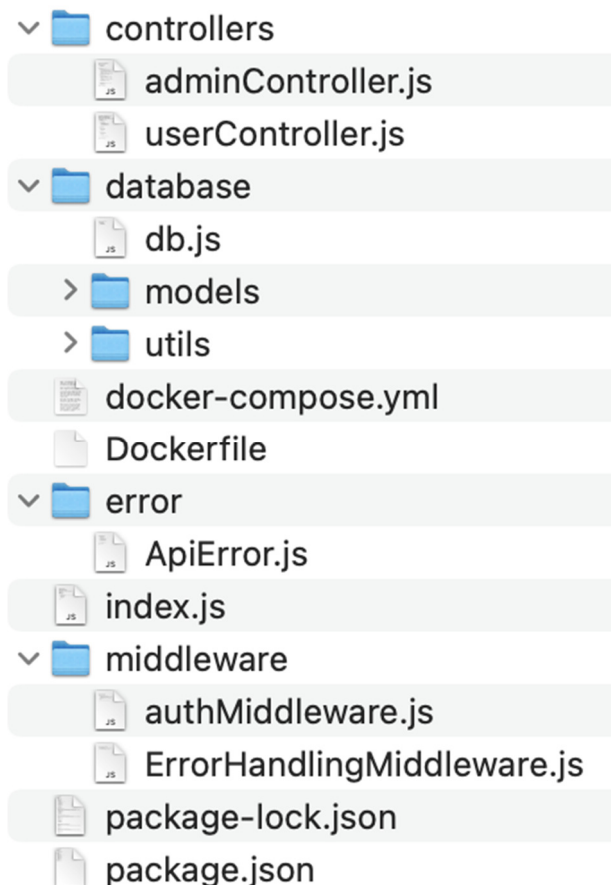 controllers
adminController.js
userController.js
database
db.js
models
utils
docker-compose.yml
Dockerfile
error
ApiError.js
index.js
middleware
authMiddleware.js
ErrorHandlingMiddleware.js
package-lock.json
package.json